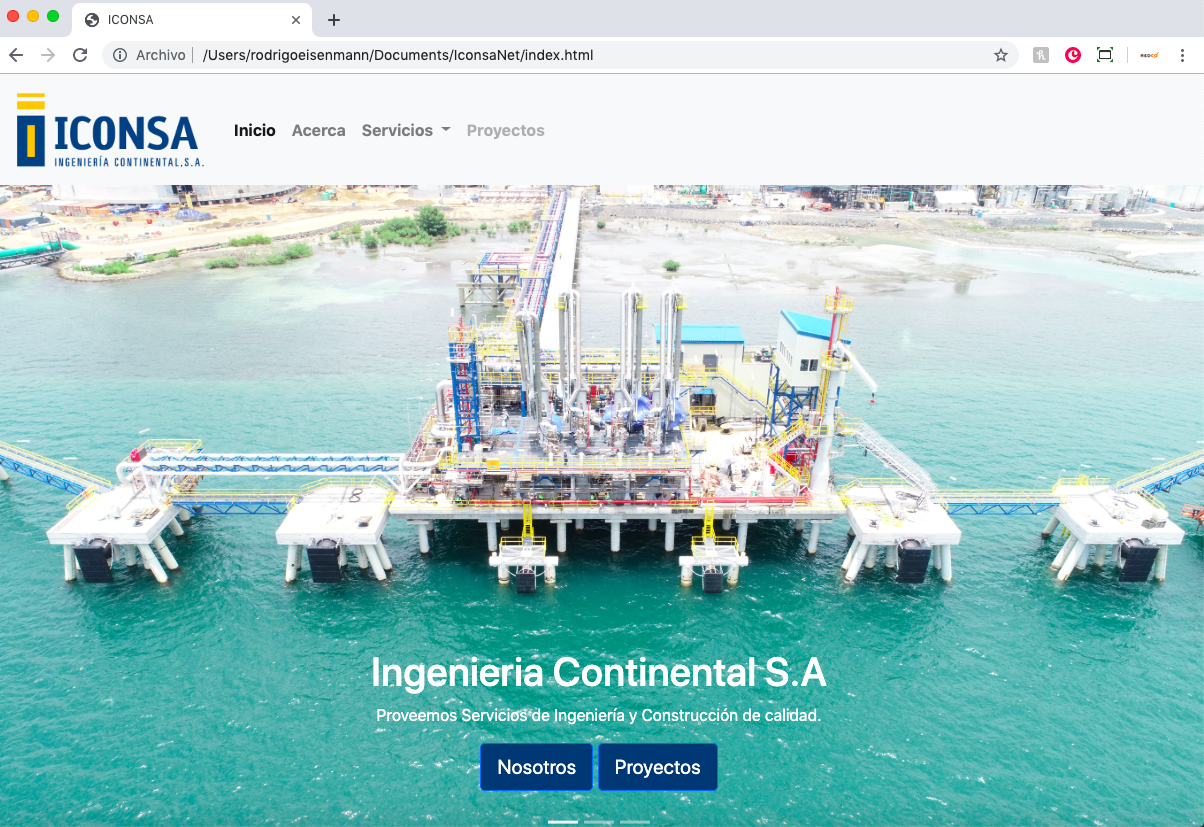 ICONSA
Archivo /Users/rodrigoeisenmann/Documents/IconsaNet/index.html
ICONSA
INGENIERÍA CONTINENTAL,S.A.
Inicio Acerca Servicios Proyectos
Ingenieria Continental S.A
Proveemos Servicios de Ingeniería y Construcción de calidad.
Nosotros Proyectos